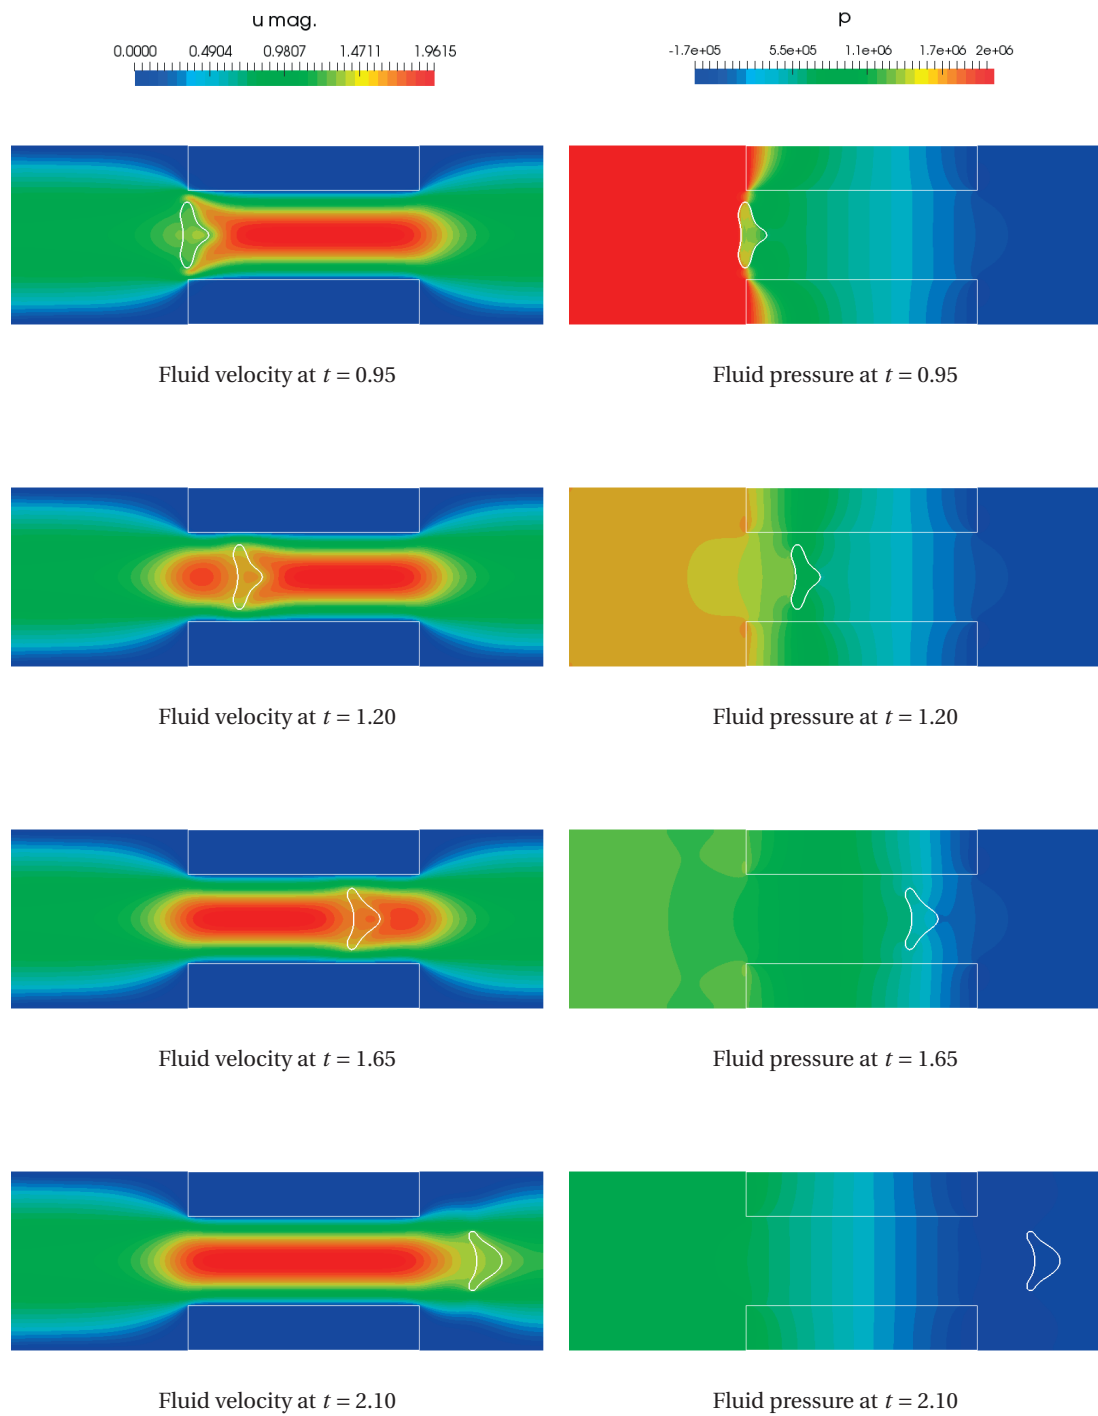 u mag.
0.0000 0.4904 0.9807 1.4711 1.9615
p
-1.7e+05 5.5e+05 1.1e+06 1.7e+06 2e+06
Fluid velocity at t = 0.95
Fluid pressure at t = 0.95
Fluid velocity at t = 1.20
Fluid pressure at t = 1.20
Fluid velocity at t = 1.65
Fluid pressure at t = 1.65
Fluid velocity at t = 2.10
Fluid pressure at t = 2.10